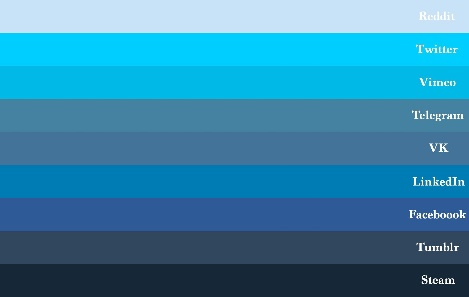 Reddit
Twitter
Vimeo
Telegram
VK
LinkedIn
Faceboook
Tumblr
Steam